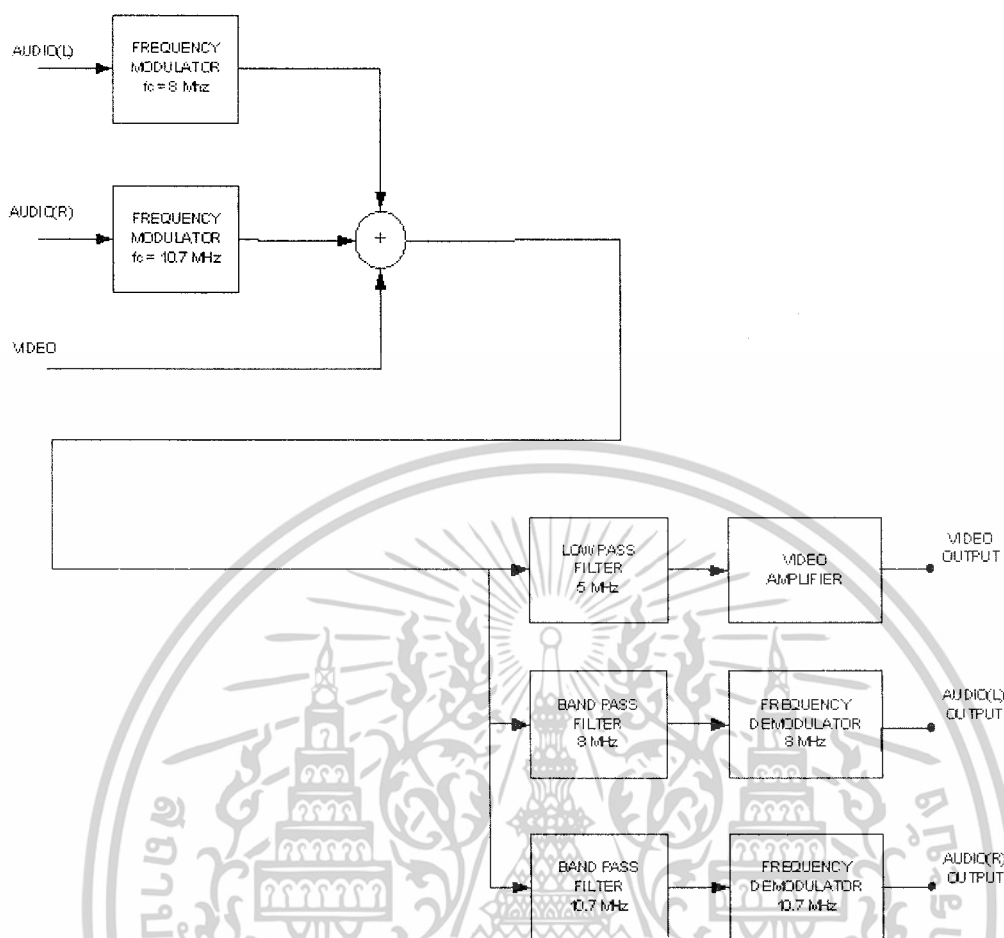 AUDIO(L)
FREQUENCY
MODULATOR
fc = 8 Mhz
AUDIO(R)
FREQUENCY
MODULATOR
fc = 10.7 MHz
VIDEO
LOW PASS
FILTER
5 MHz
VIDEO
AMPLIFIER
VIDEO
OUTPUT
BAND PASS
FILTER
8 MHz
FREQUENCY
DEMODULATOR
8 MHz
AUDIO(L)
OUTPUT
BAND PASS
FILTER
10.7 MHz
FREQUENCY
DEMODULATOR
10.7 MHz
AUDIO(R)
OUTPUT